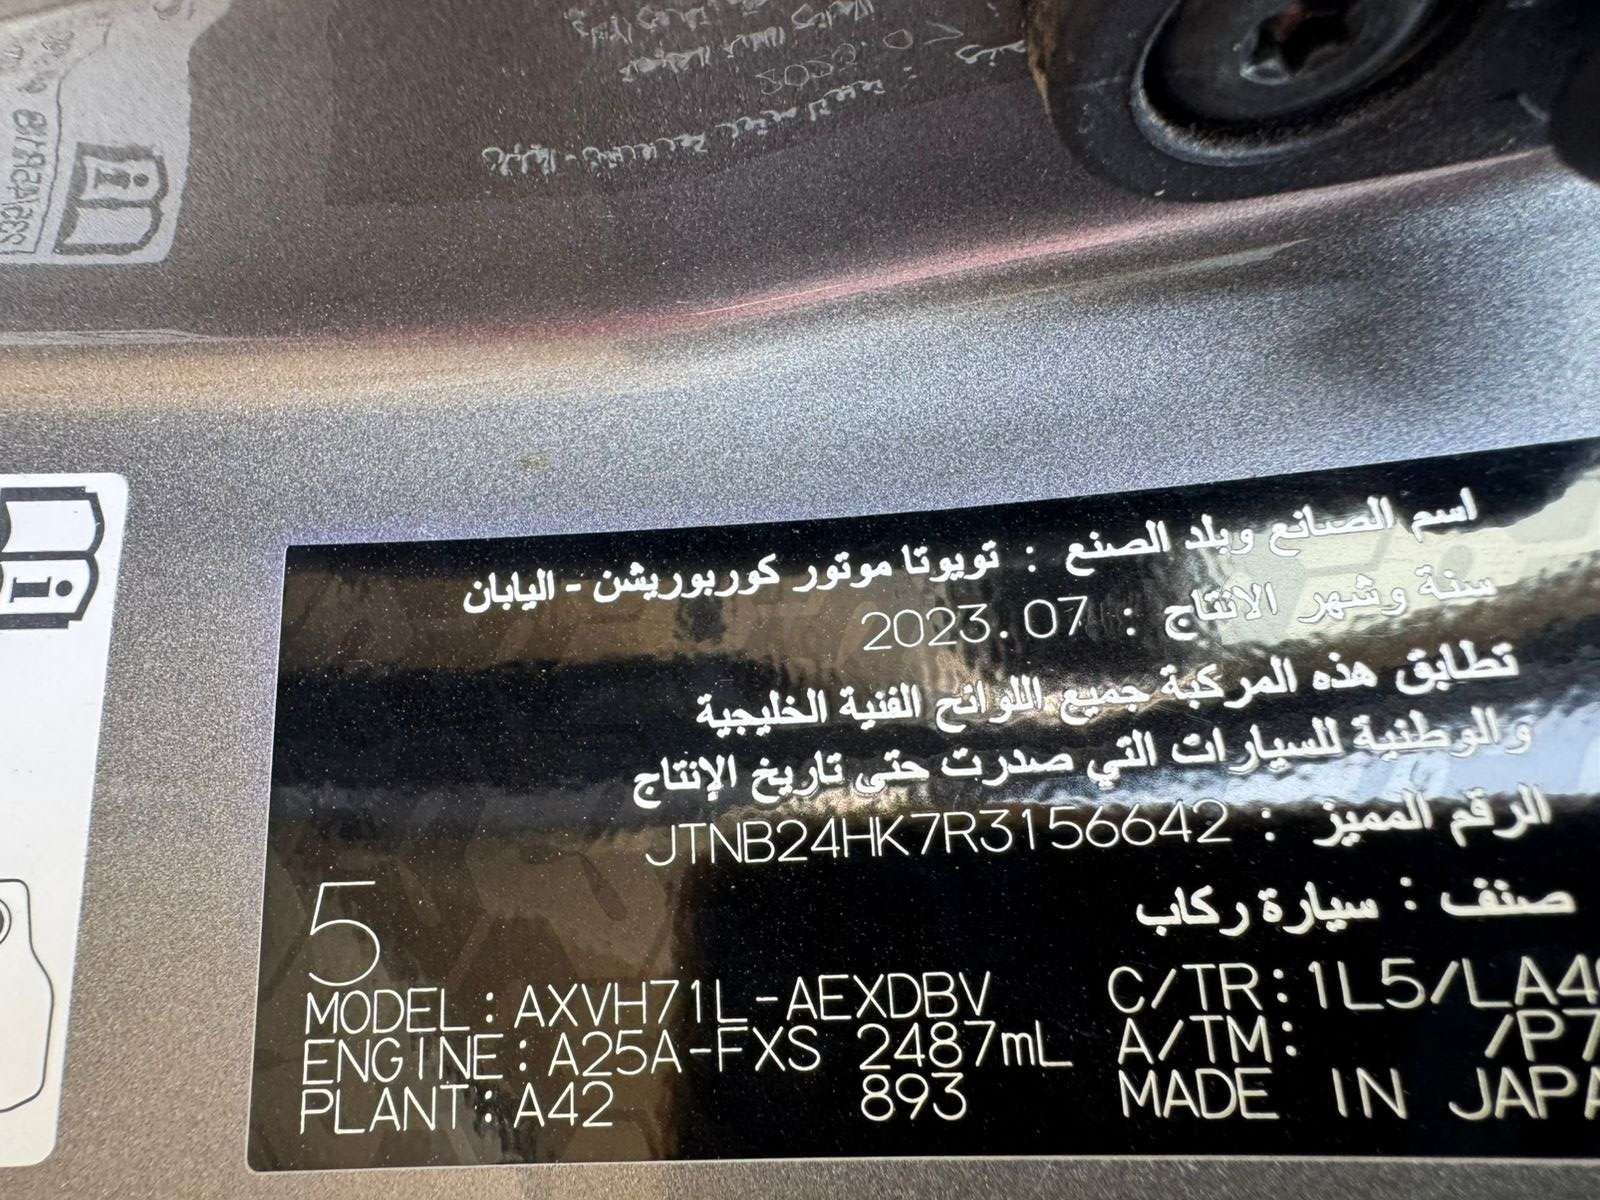 اسم الصانع وبلد الصنع : تويوتا موتور كوربوريشن - اليابان
سنة وشهر الانتاج : 2023.07
تطابق هذه المركبة جميع اللوائح الفنية الخليجية
والوطنية للسيارات التي صدرت حتى تاريخ الإنتاج
الرقم المميز : JTNB24HK7R3156642
صنف : سيارة ركاب
5
MODEL: AXVH71L-AEXDBV C/TR: 1L5/LA40
ENGINE: A25A-FXS 2487mL A/TM: /P7
PLANT: A42 893 MADE IN JAPA